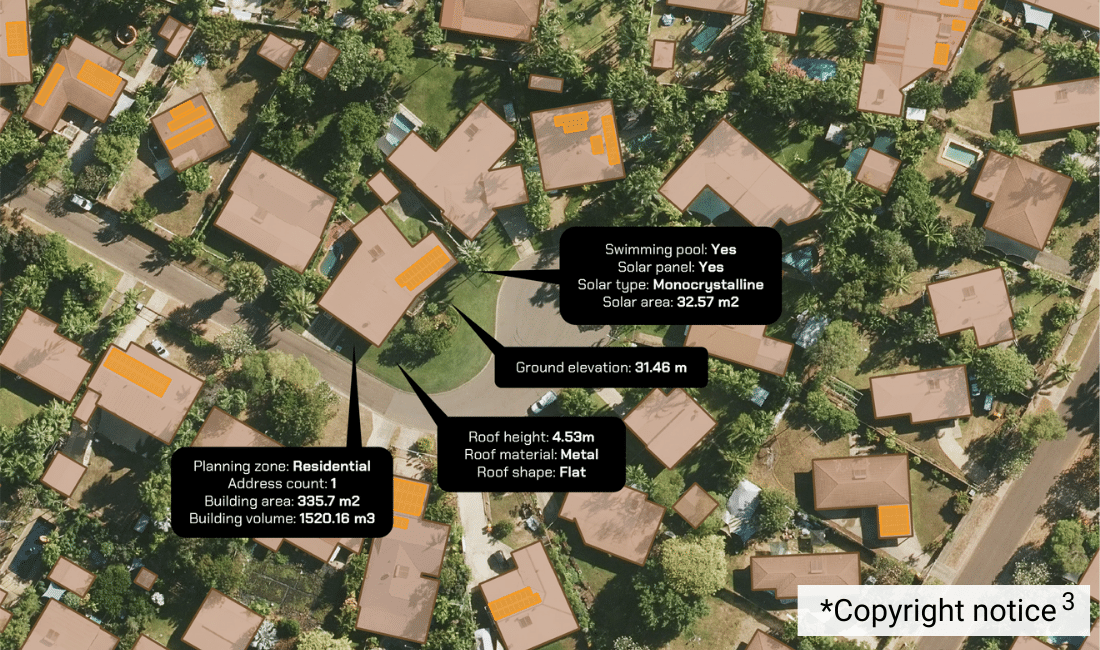 Swimming pool: Yes
Solar panel: Yes
Solar type: Monocrystalline
Solar area: 32.57 m2
Ground elevation: 31.46 m
Roof height: 4.53m
Roof material: Metal
Roof shape: Flat
Planning zone: Residential
Address count: 1
Building area: 335.7 m2
Building volume: 1520.16 m3
*Copyright notice 3